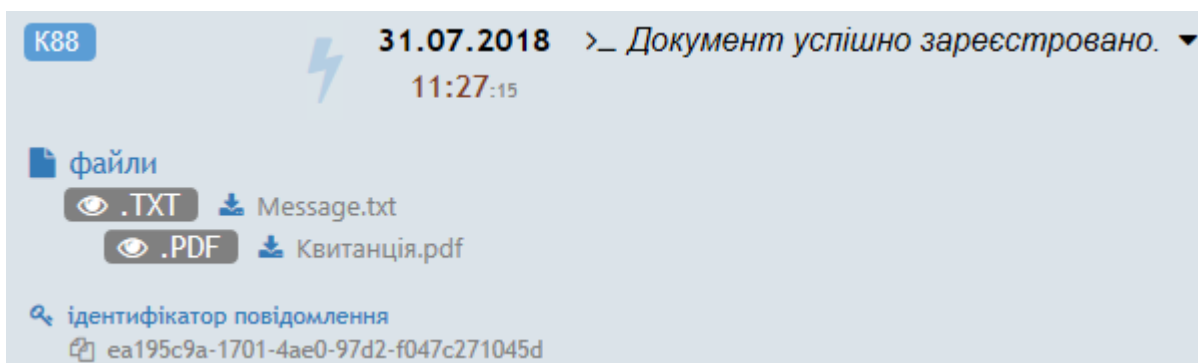 K88
31.07.2018 >_ Документ успішно зареєстровано.
11:27:15
файли
.TXT Message.txt
.PDF Квитанція.pdf
ідентифікатор повідомлення
ea195c9a-1701-4ae0-97d2-f047c271045d